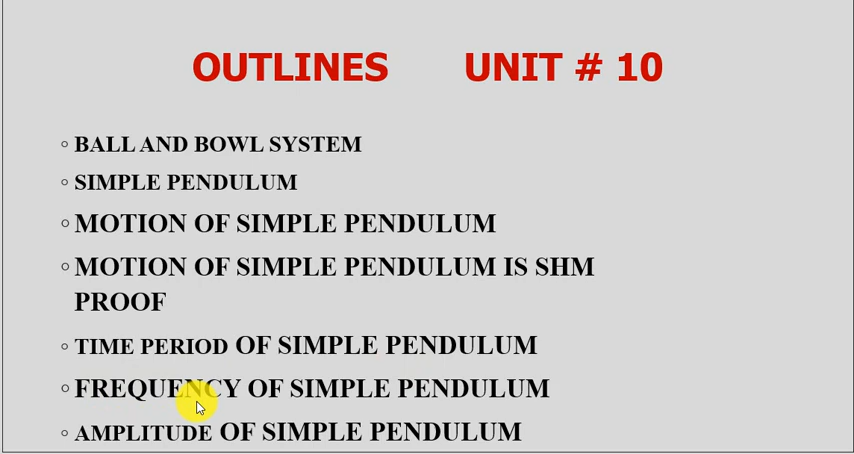 OUTLINES UNIT # 10
◦ BALL AND BOWL SYSTEM
◦ SIMPLE PENDULUM
◦ MOTION OF SIMPLE PENDULUM
◦ MOTION OF SIMPLE PENDULUM IS SHM
PROOF
◦ TIME PERIOD OF SIMPLE PENDULUM
◦ FREQUENCY OF SIMPLE PENDULUM
◦ AMPLITUDE OF SIMPLE PENDULUM